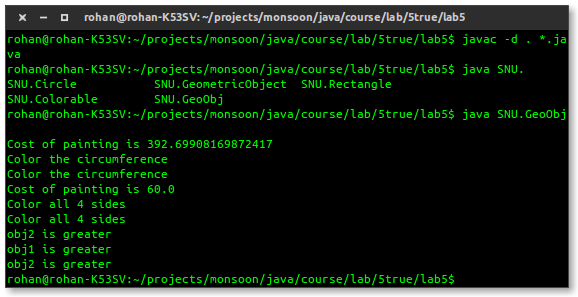 rohan@rohan-K53SV: ~/projects/monsoon/java/course/lab/5true/lab5
rohan@rohan-K53SV:~/projects/monsoon/java/course/lab/5true/lab5$ javac -d . *.ja
va
rohan@rohan-K53SV:~/projects/monsoon/java/course/lab/5true/lab5$ java SNU.
SNU.Circle SNU.GeometricObject SNU.Rectangle
SNU.Colorable SNU.GeoObj
rohan@rohan-K53SV:~/projects/monsoon/java/course/lab/5true/lab5$ java SNU.GeoObj
Cost of painting is 392.69908169872417
Color the circumference
Color the circumference
Cost of painting is 60.0
Color all 4 sides
Color all 4 sides
obj2 is greater
obj1 is greater
obj2 is greater
rohan@rohan-K53SV:~/projects/monsoon/java/course/lab/5true/lab5$